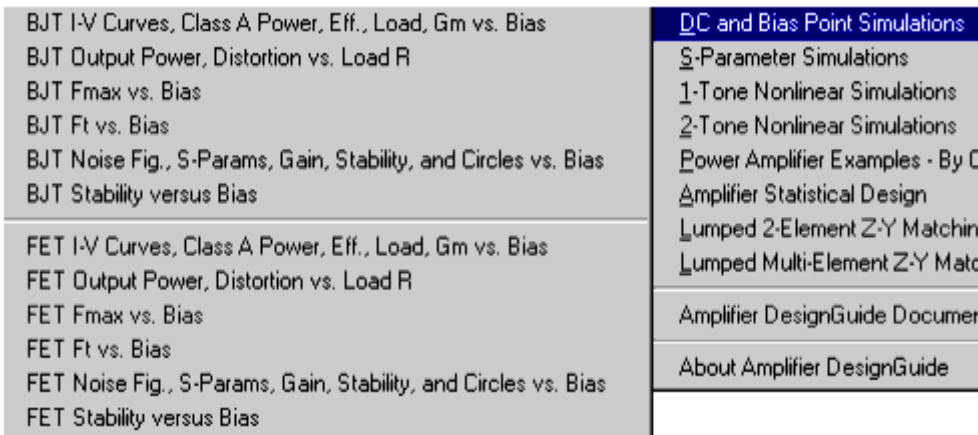 BJT I-V Curves, Class A Power, Eff., Load, Gm vs. Bias
BJT Output Power, Distortion vs. Load R
BJT Fmax vs. Bias
BJT Ft vs. Bias
BJT Noise Fig., S-Params, Gain, Stability, and Circles vs. Bias
BJT Stability versus Bias
FET I-V Curves, Class A Power, Eff., Load, Gm vs. Bias
FET Output Power, Distortion vs. Load R
FET Fmax vs. Bias
FET Ft vs. Bias
FET Noise Fig., S-Params, Gain, Stability, and Circles vs. Bias
FET Stability versus Bias
DC and Bias Point Simulations
S-Parameter Simulations
1-Tone Nonlinear Simulations
2-Tone Nonlinear Simulations
Power Amplifier Examples - By
Amplifier Statistical Design
Lumped 2-Element Z-Y Matchin
Lumped Multi-Element Z-Y Matc
Amplifier DesignGuide Documen
About Amplifier DesignGuide